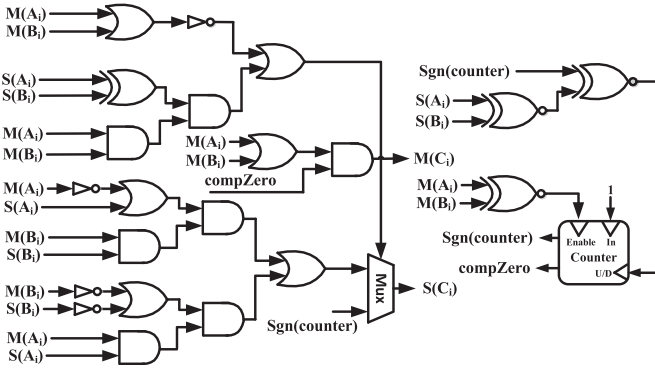 M(Ai)
M(Bi)
S(Ai)
S(Bi)
M(Ai)
M(Bi)
M(Ai)
M(Bi)
compZero
M(Ci)
M(Ai)
S(Ai)
M(Bi)
S(Bi)
M(Bi)
S(Bi)
M(Ai)
S(Ai)
Sgn(counter)
Mux
S(Ci)
Sgn(counter)
S(Ai)
S(Bi)
M(Ai)
M(Bi)
1
Sgn(counter)
compZero
Enable In
Counter
U/D